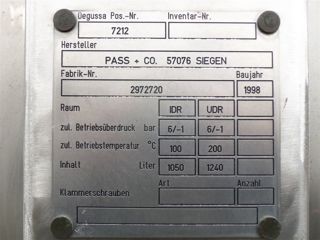 Degussa Pos.-Nr. Inventar-Nr.
7212
Hersteller
PASS + CO. 57076 SIEGEN
Fabrik-Nr. Baujahr
2972720 1998
Raum IDR UDR
zul. Betriebsüberdruck bar 6/-1 6/-1
zul. Betriebstemperatur °C 100 200
Inhalt Liter 1050 1240
Art Anzahl
Klammerschrauben